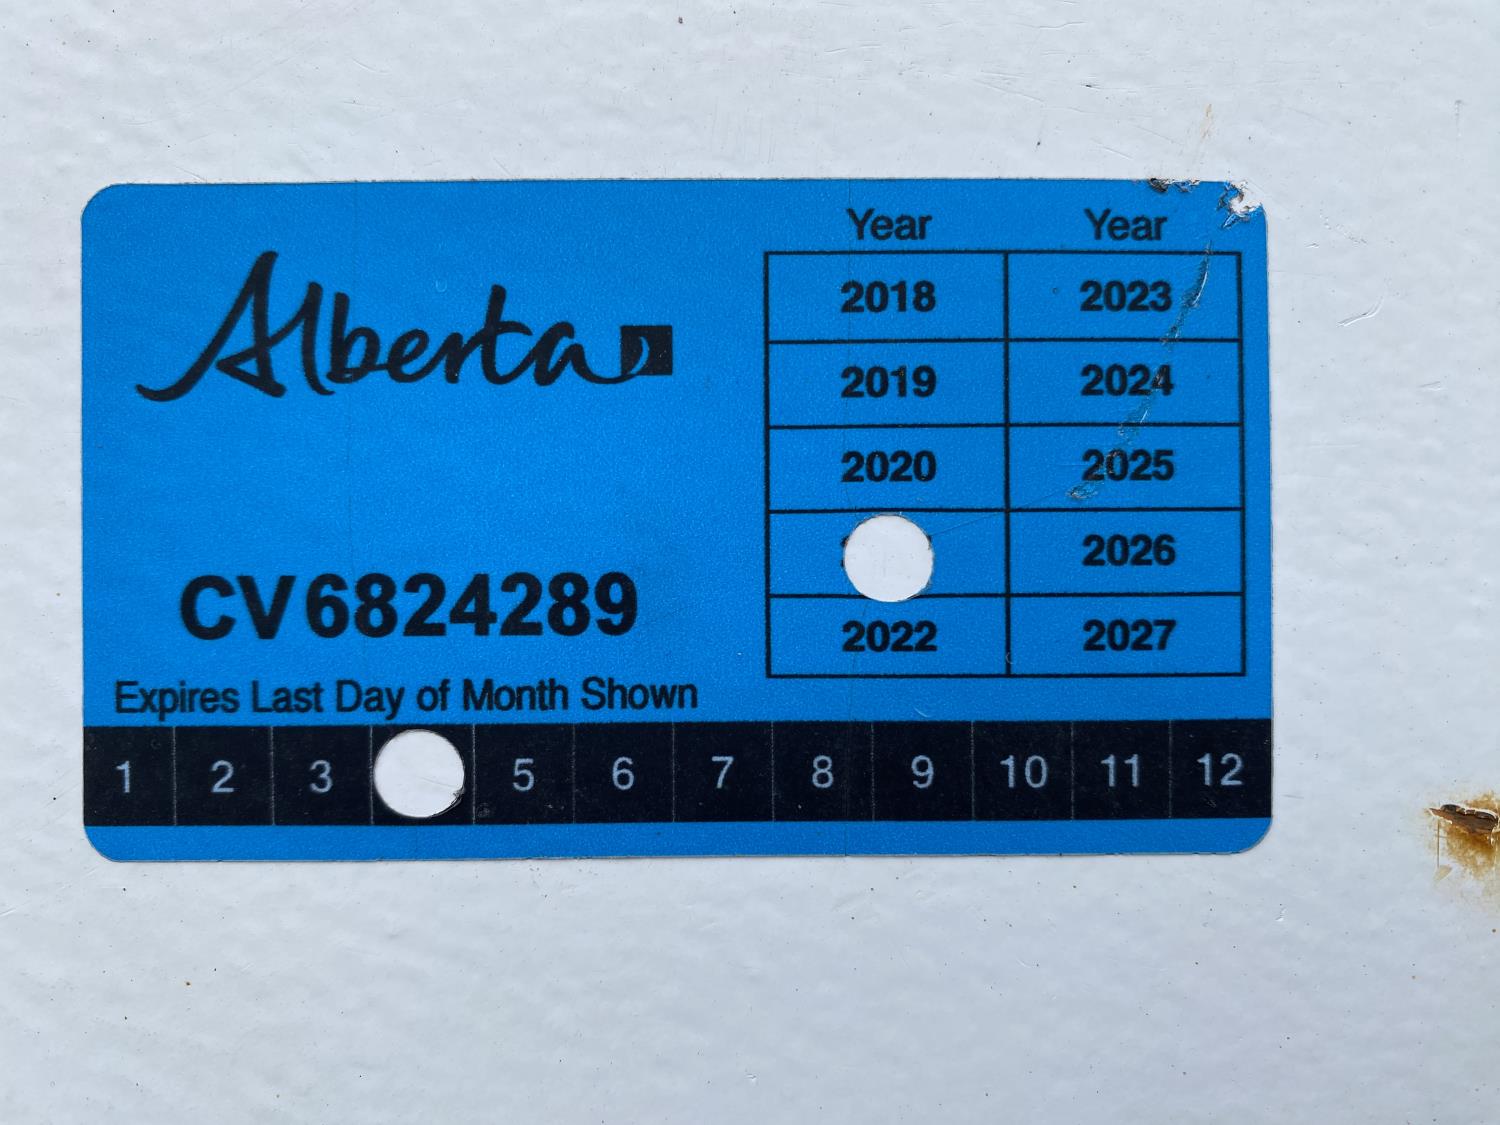 Alberta
Year Year
2018 2023
2019 2024
2020 2025
2026
2022 2027
CV6824289
Expires Last Day of Month Shown
1 2 3 5 6 7 8 9 10 11 12